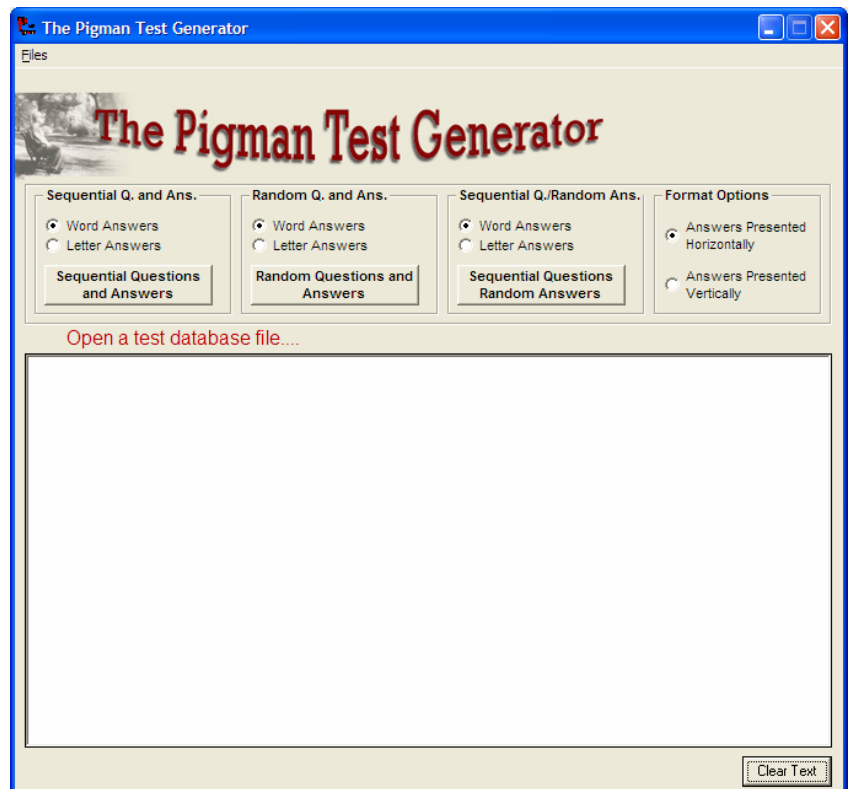 The Pigman Test Generator
Files
The Pigman Test Generator
Sequential Q. and Ans.
Word Answers
Letter Answers
Sequential Questions
and Answers
Random Q. and Ans.
Word Answers
Letter Answers
Random Questions and
Answers
Sequential Q./Random Ans.
Word Answers
Letter Answers
Sequential Questions
Random Answers
Format Options
Answers Presented
Horizontally
Answers Presented
Vertically
Open a test database file....
Clear Text